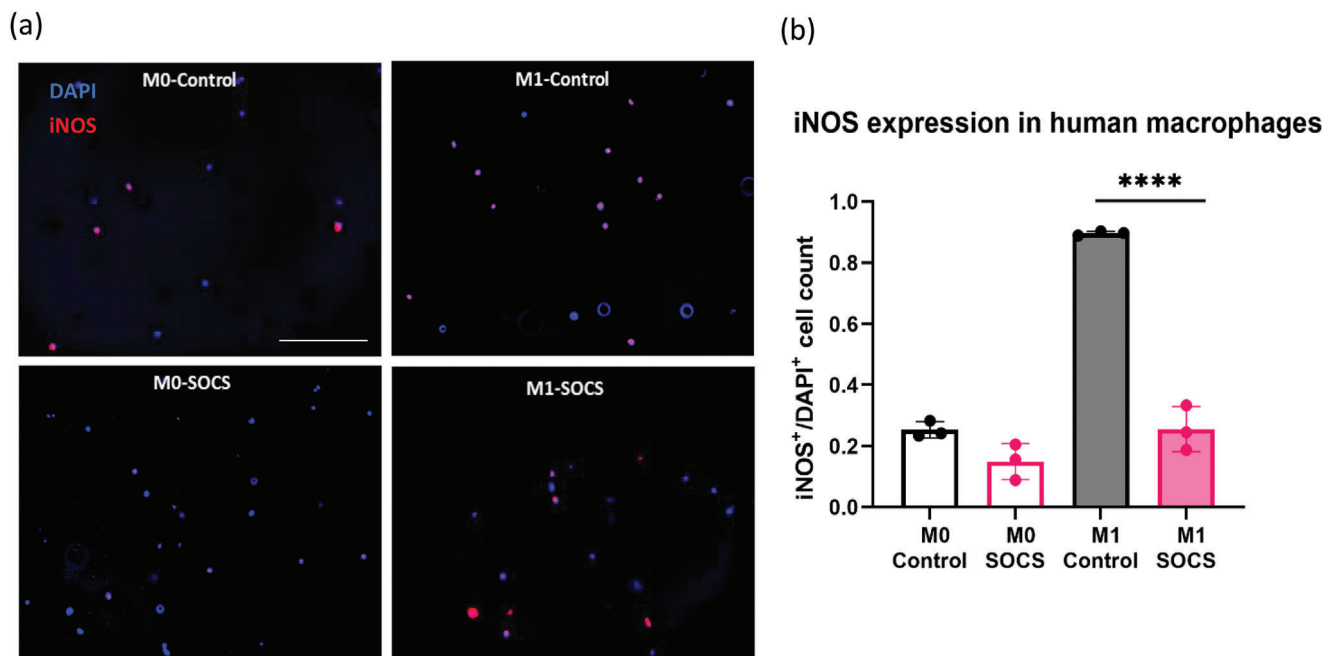 (a)
DAPI
iNOS
M0-Control
M1-Control
M0-SOCS
M1-SOCS
(b)
iNOS expression in human macrophages
****
iNOS⁺/DAPI⁺ cell count
1.0
0.8
0.6
0.4
0.2
0.0
M0
Control
M0
SOCS
M1
Control
M1
SOCS